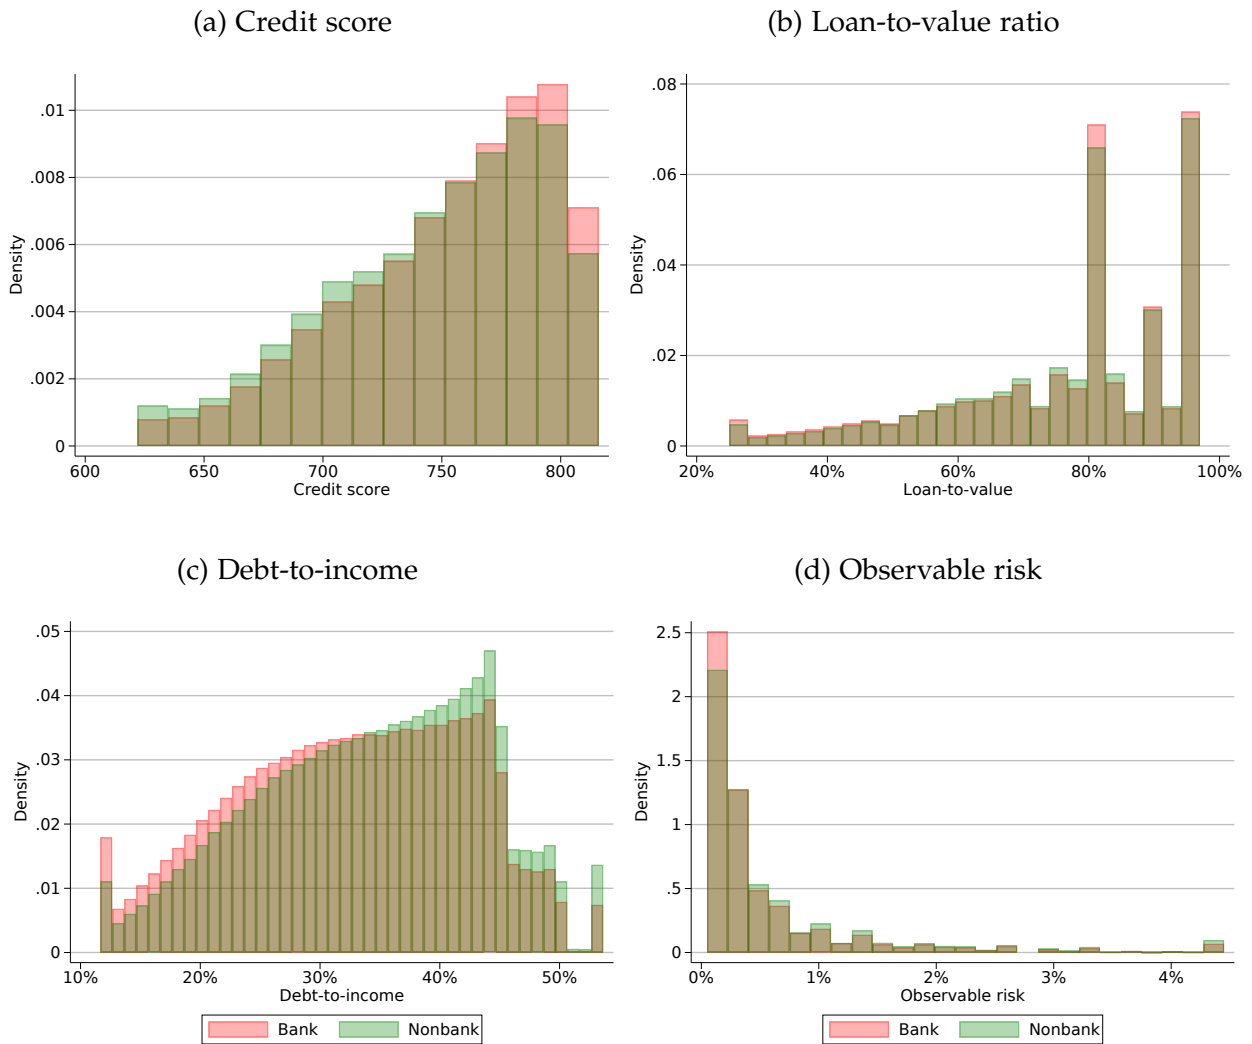 (a) Credit score
(b) Loan-to-value ratio
.01
.008
.006
.004
.002
0
Density
600 650 700 750 800
Credit score
.08
.06
.04
.02
0
Density
20% 40% 60% 80% 100%
Loan-to-value
(c) Debt-to-income
(d) Observable risk
.05
.04
.03
.02
.01
0
Density
10% 20% 30% 40% 50%
Debt-to-income
Bank Nonbank
2.5
2
1.5
1
.5
0
Density
0% 1% 2% 3% 4%
Observable risk
Bank Nonbank